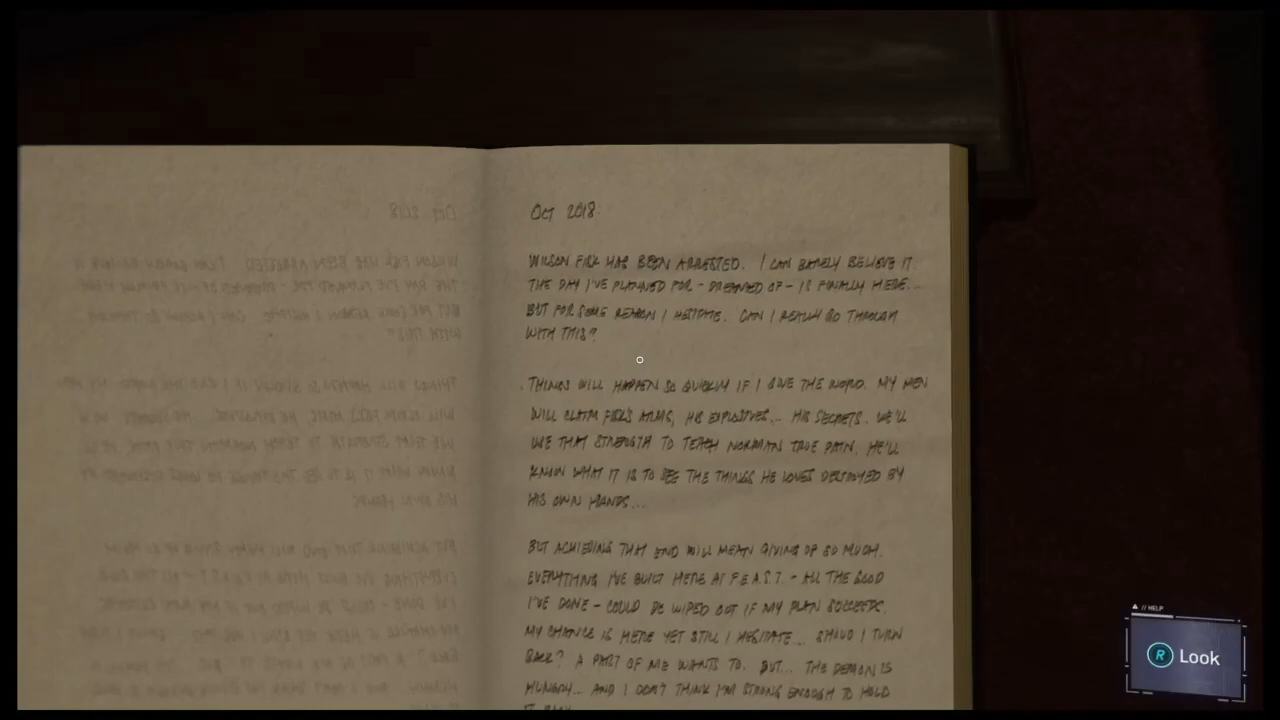 OCT 2018
WILSON FISK HAS BEEN ARRESTED. I CAN BARELY BELIEVE IT.
THE DAY I'VE PLANNED FOR - DREAMED OF - IS FINALLY HERE...
BUT FOR SOME REASON I HESITATE. CAN I REALLY GO THROUGH
WITH THIS?
THINGS WILL HAPPEN SO QUICKLY IF I GIVE THE WORD. MY MEN
WILL CLAIM FISK'S ARMS, HIS EXPLOSIVES... HIS SECRETS. WE'LL
USE THAT STRENGTH TO TEACH NORMAN TRUE PAIN. HE'LL
KNOW WHAT IT IS TO SEE THE THINGS HE LOVES DESTROYED BY
HIS OWN HANDS...
BUT ACHIEVING THAT END WILL MEAN GIVING UP SO MUCH.
EVERYTHING I'VE BUILT HERE AT F.E.A.S.T. - ALL THE GOOD
I'VE DONE - COULD BE WIPED OUT IF MY PLAN SUCCEEDS.
MY CHANCE IS HERE YET STILL I HESITATE... SHOULD I TURN
BACK? A PART OF ME WANTS TO. BUT... THE DEMON IS
HUNGRY... AND I DON'T THINK I'M STRONG ENOUGH TO HOLD
IT BACK
// HELP
R Look